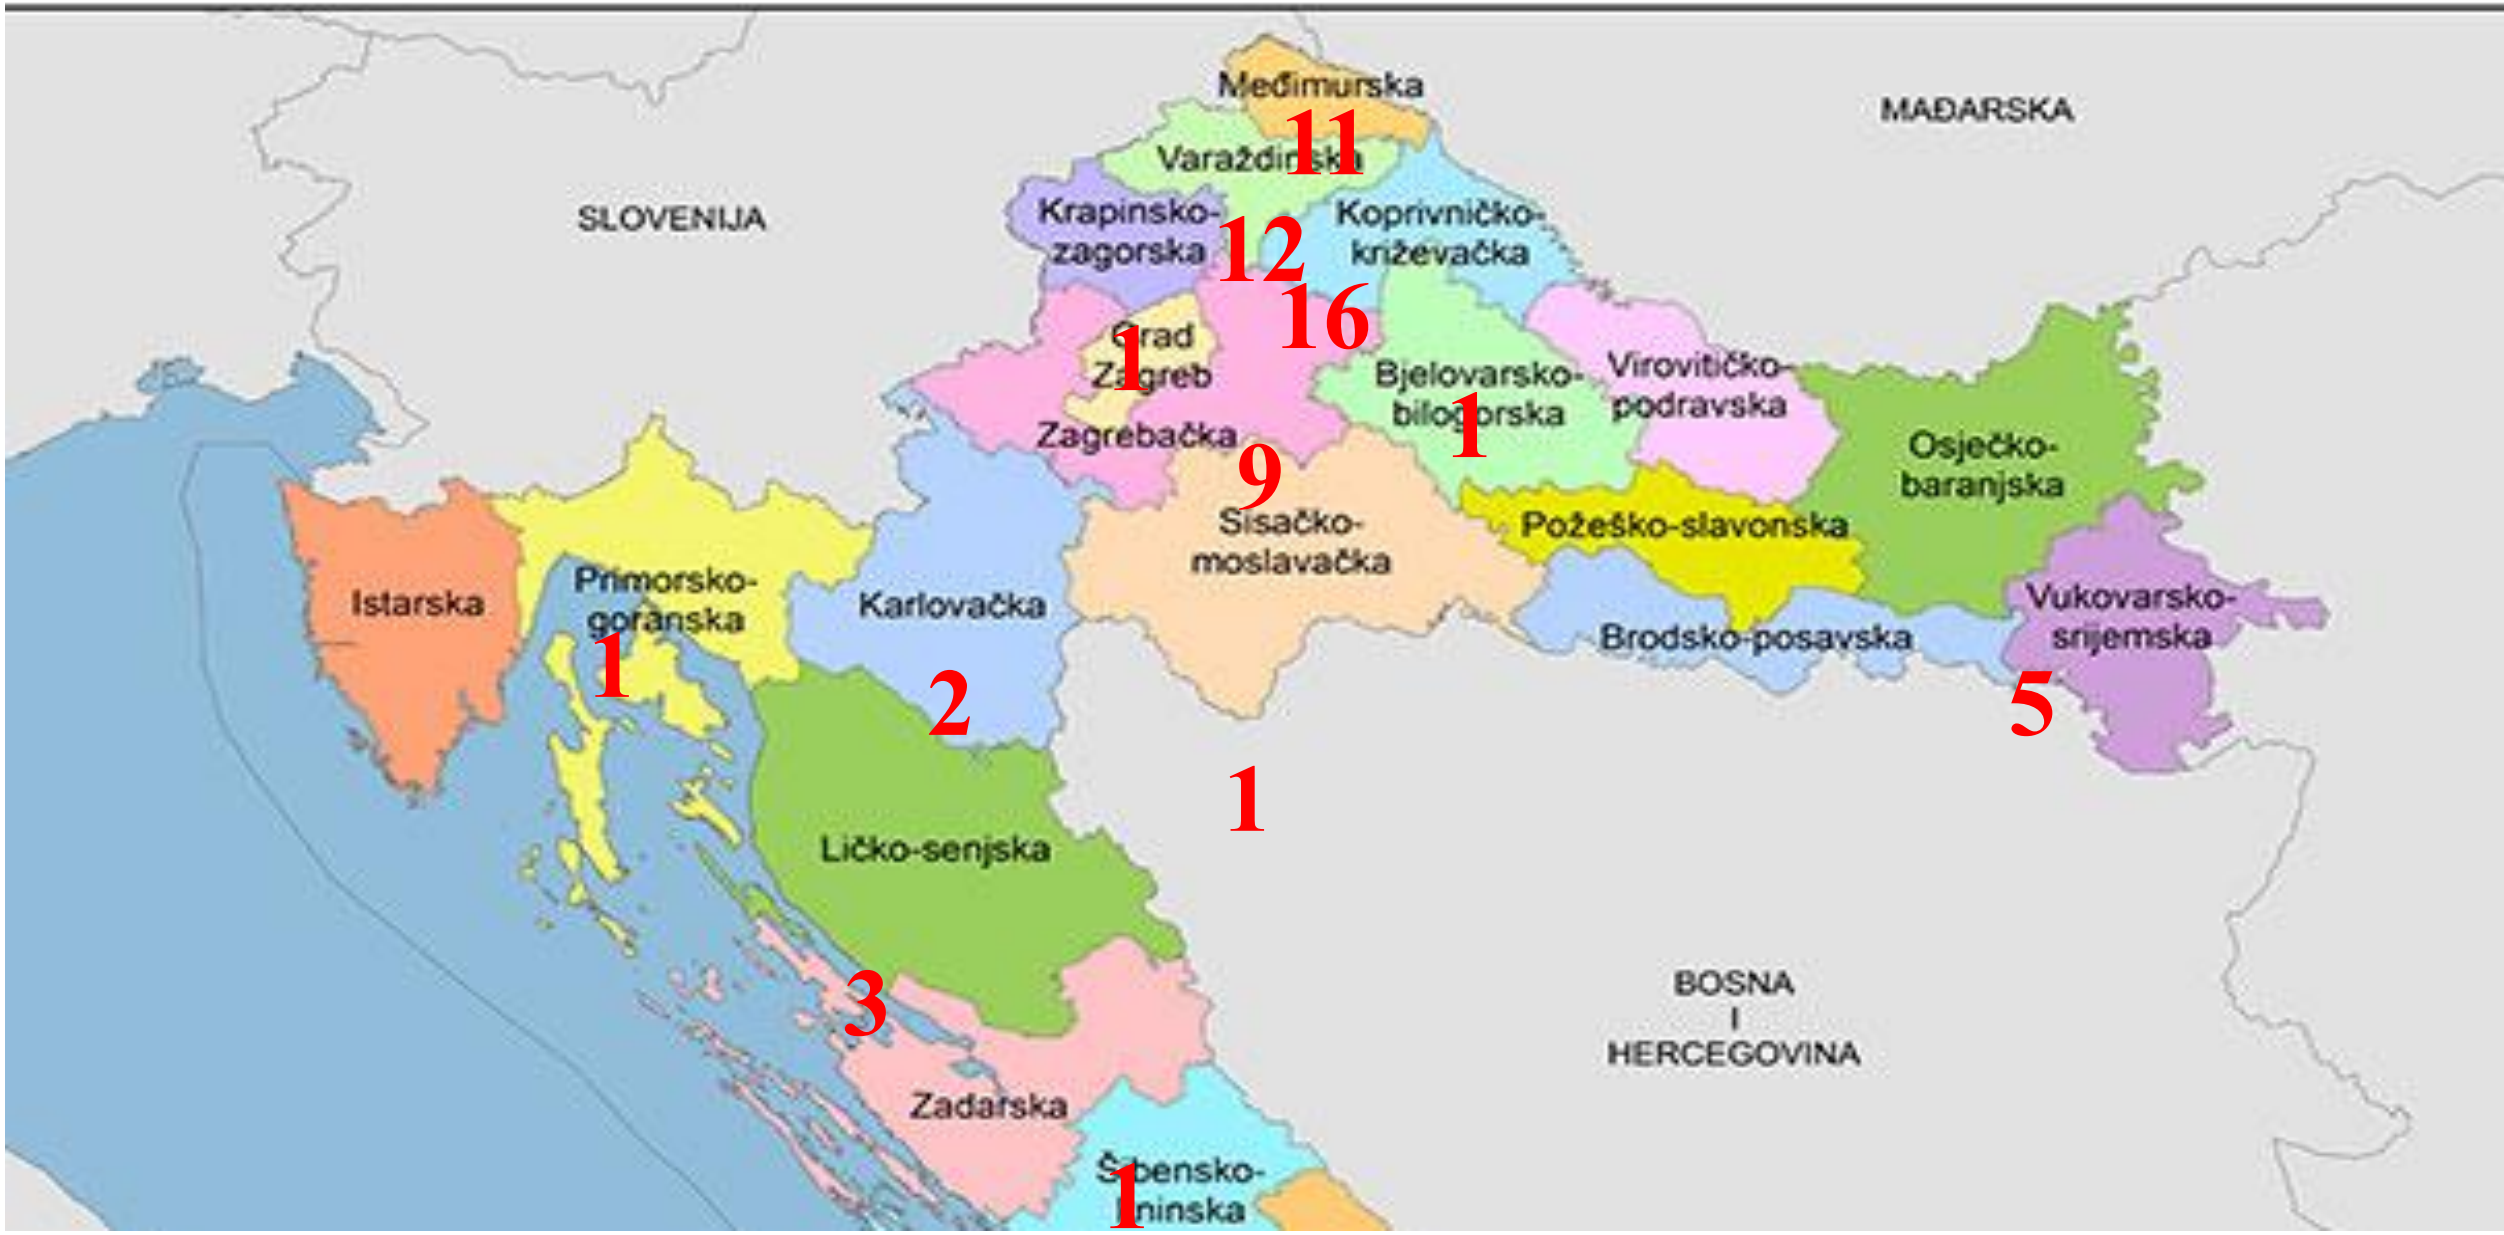 Međimurska
MAĐARSKA
11
Varaždinska
SLOVENIJA
Krapinsko-
zagorska
Koprivničko-
križevačka
12
16
Grad
Zagreb
1
Virovitičko-
podravska
Bjelovarsko-
bilogorska
1
Zagrebačka
Osječko-
baranjska
9
Sisačko-
moslavačka
Požeško-slavonska
Istarska
Primorsko-
goranska
1
Karlovačka
Vukovarsko-
srijemska
Brodsko-posavska
2
5
1
Ličko-senjska
3
BOSNA
I
HERCEGOVINA
Zadarska
Šibensko-
kninska
1